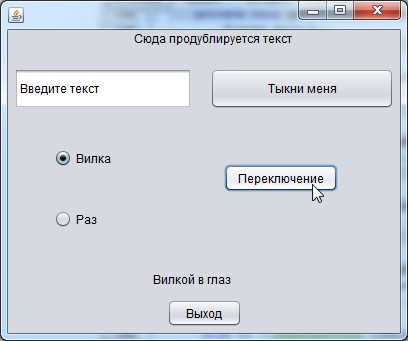 Сюда продублируется текст
Введите текст
Тыкни меня
Вилка
Переключение
Раз
Вилкой в глаз
Выход